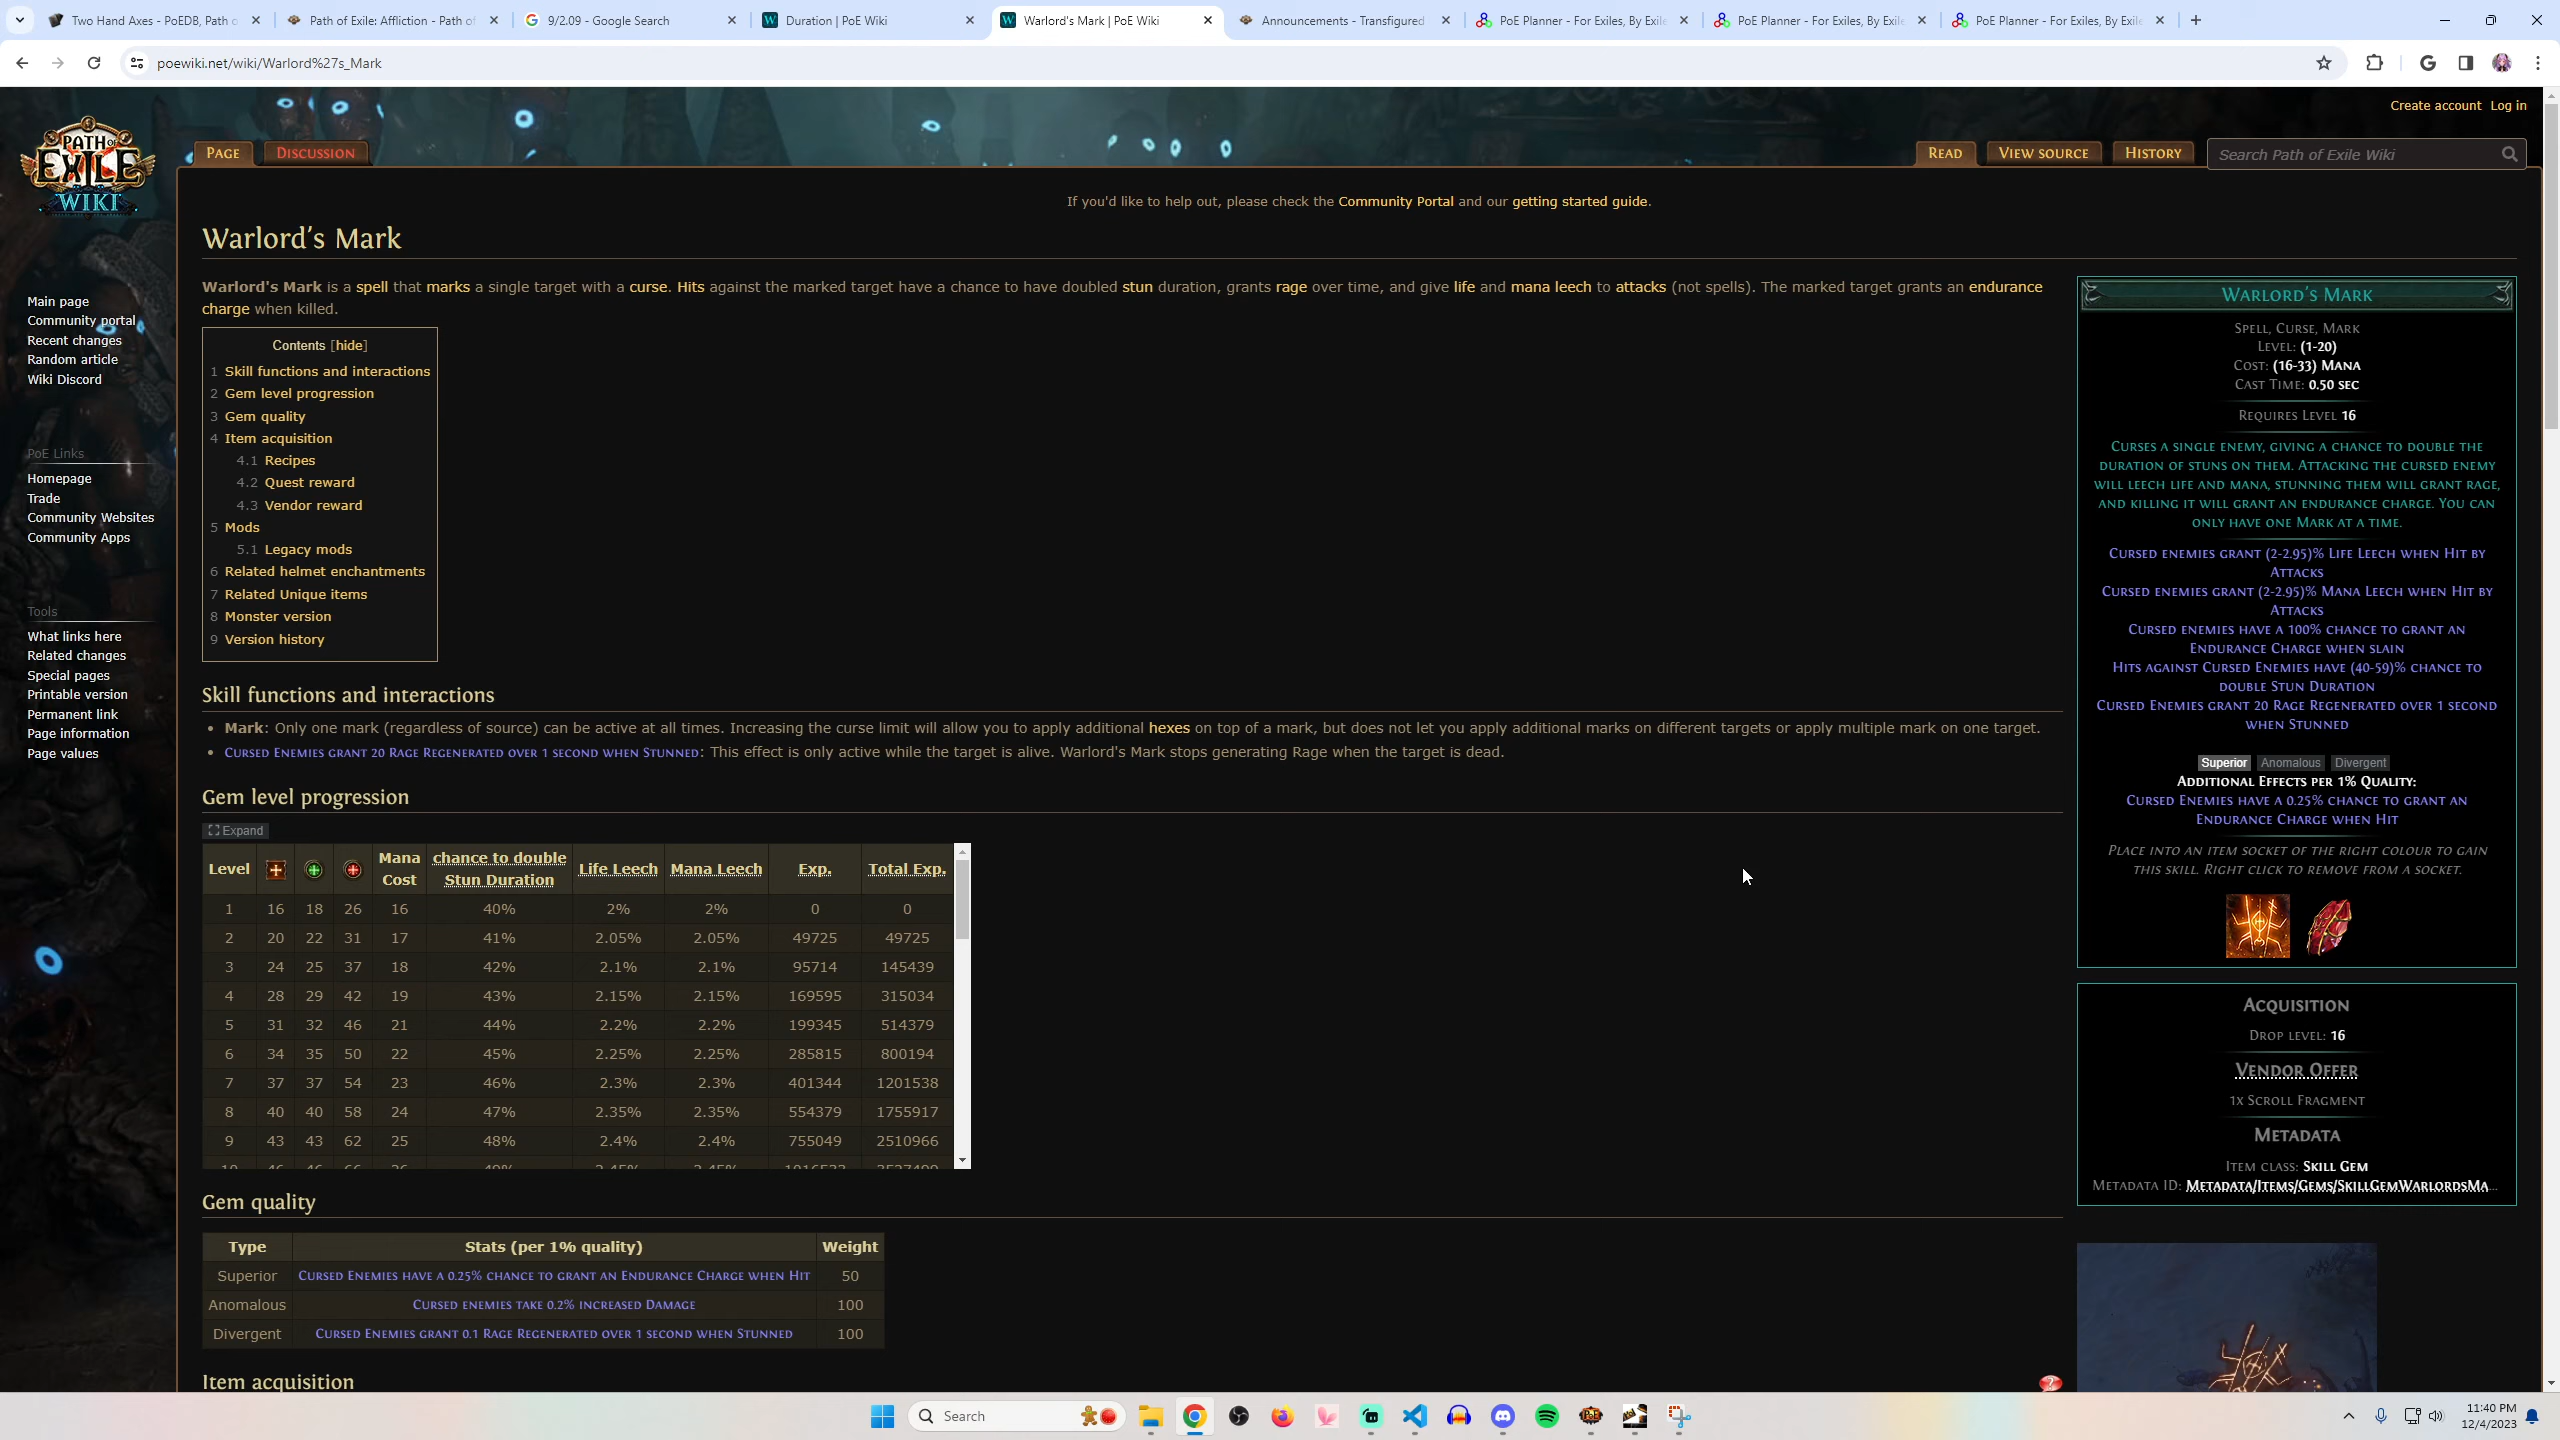 Two Hand Axes - PoEDB, Path o
Path of Exile: Affliction - Path of
9/2.09 - Google Search
Duration | PoE Wiki
Warlord's Mark | PoE Wiki
Announcements - Transfigured
PoE Planner - For Exiles, By Exile
PoE Planner - For Exiles, By Exile
PoE Planner - For Exiles, By Exile
poewiki.net/wiki/Warlord%27s_Mark
Create account Log in
PATH OF EXILE WIKI
Page Discussion
Read View source History Search Path of Exile Wiki
If you'd like to help out, please check the Community Portal and our getting started guide.
Main page
Community portal
Recent changes
Random article
Wiki Discord
PoE Links
Homepage
Trade
Community Websites
Community Apps
Tools
What links here
Related changes
Special pages
Printable version
Permanent link
Page information
Page values
Warlord's Mark
Warlord's Mark is a spell that marks a single target with a curse. Hits against the marked target have a chance to have doubled stun duration, grants rage over time, and give life and mana leech to attacks (not spells). The marked target grants an endurance
charge when killed.
Contents [hide]
1 Skill functions and interactions
2 Gem level progression
3 Gem quality
4 Item acquisition
4.1 Recipes
4.2 Quest reward
4.3 Vendor reward
5 Mods
5.1 Legacy mods
6 Related helmet enchantments
7 Related Unique items
8 Monster version
9 Version history
Skill functions and interactions
• Mark: Only one mark (regardless of source) can be active at all times. Increasing the curse limit will allow you to apply additional hexes on top of a mark, but does not let you apply additional marks on different targets or apply multiple mark on one target.
• Cursed Enemies grant 20 Rage Regenerated over 1 second when Stunned: This effect is only active while the target is alive. Warlord's Mark stops generating Rage when the target is dead.
Gem level progression
Expand
Level Mana Cost chance to double Stun Duration Life Leech Mana Leech Exp. Total Exp.
1 16 18 26 16 40% 2% 2% 0 0
2 20 22 31 17 41% 2.05% 2.05% 49725 49725
3 24 25 37 18 42% 2.1% 2.1% 95714 145439
4 28 29 42 19 43% 2.15% 2.15% 169595 315034
5 31 32 46 21 44% 2.2% 2.2% 199345 514379
6 34 35 50 22 45% 2.25% 2.25% 285815 800194
7 37 37 54 23 46% 2.3% 2.3% 401344 1201538
8 40 40 58 24 47% 2.35% 2.35% 554379 1755917
9 43 43 62 25 48% 2.4% 2.4% 755049 2510966
Gem quality
Type Stats (per 1% quality) Weight
Superior Cursed Enemies have a 0.25% chance to grant an Endurance Charge when Hit 50
Anomalous Cursed enemies take 0.2% increased Damage 100
Divergent Cursed Enemies grant 0.1 Rage Regenerated over 1 second when Stunned 100
Item acquisition
Warlord's Mark
Spell, Curse, Mark
Level: (1-20)
Cost: (16-33) Mana
Cast Time: 0.50 sec
Requires Level 16
Curses a single enemy, giving a chance to double the
duration of stuns on them. Attacking the cursed enemy
will leech life and mana, stunning them will grant rage,
and killing it will grant an endurance charge. You can
only have one Mark at a time.
Cursed enemies grant (2-2.95)% Life Leech when Hit by
Attacks
Cursed enemies grant (2-2.95)% Mana Leech when Hit by
Attacks
Cursed enemies have a 100% chance to grant an
Endurance Charge when slain
Hits against Cursed Enemies have (40-59)% chance to
double Stun Duration
Cursed Enemies grant 20 Rage Regenerated over 1 second
when Stunned
Superior Anomalous Divergent
Additional Effects per 1% Quality:
Cursed Enemies have a 0.25% chance to grant an
Endurance Charge when Hit
Place into an item socket of the right colour to gain
this skill. Right click to remove from a socket.
Acquisition
Drop level: 16
Vendor Offer
1x Scroll Fragment
Metadata
Item class: Skill Gem
Metadata ID: Metadata/Items/Gems/SkillGemWarlordsMa...
Search
11:40 PM
12/4/2023